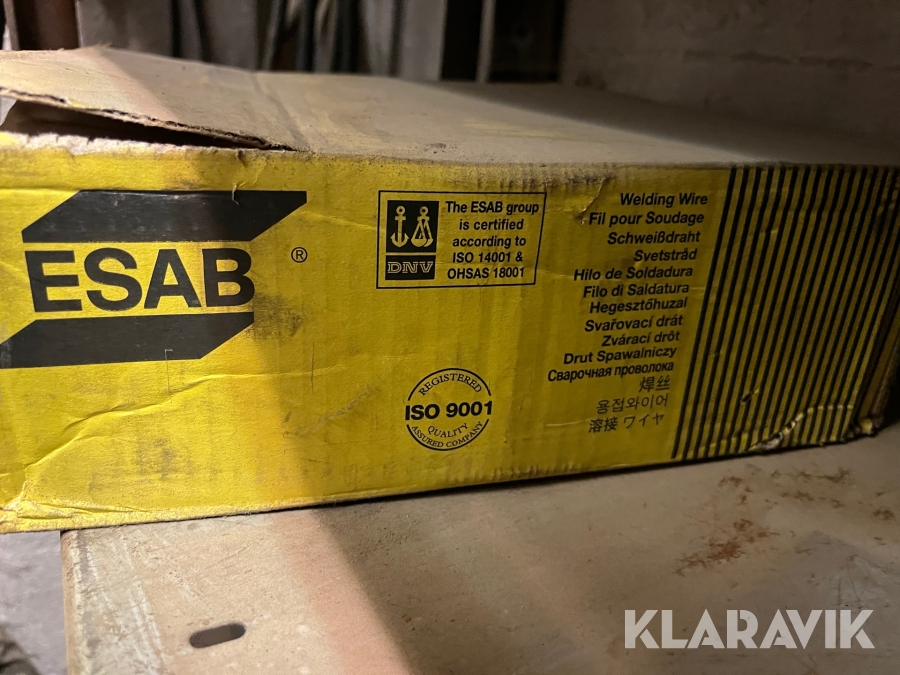 ESAB
®
The ESAB group
is certified
according to
ISO 14001 &
OHSAS 18001
DNV
REGISTERED
ISO 9001
QUALITY
ASSURED COMPANY
Welding Wire
Fil pour Soudage
Schweißdraht
Svetstråd
Hilo de Soldadura
Filo di Saldatura
Hegesztőhuzal
Svařovací drát
Zvárací drôt
Drut Spawalniczy
Сварочная проволока
焊丝
용접와이어
溶接 ワイヤ
KLARAVIK